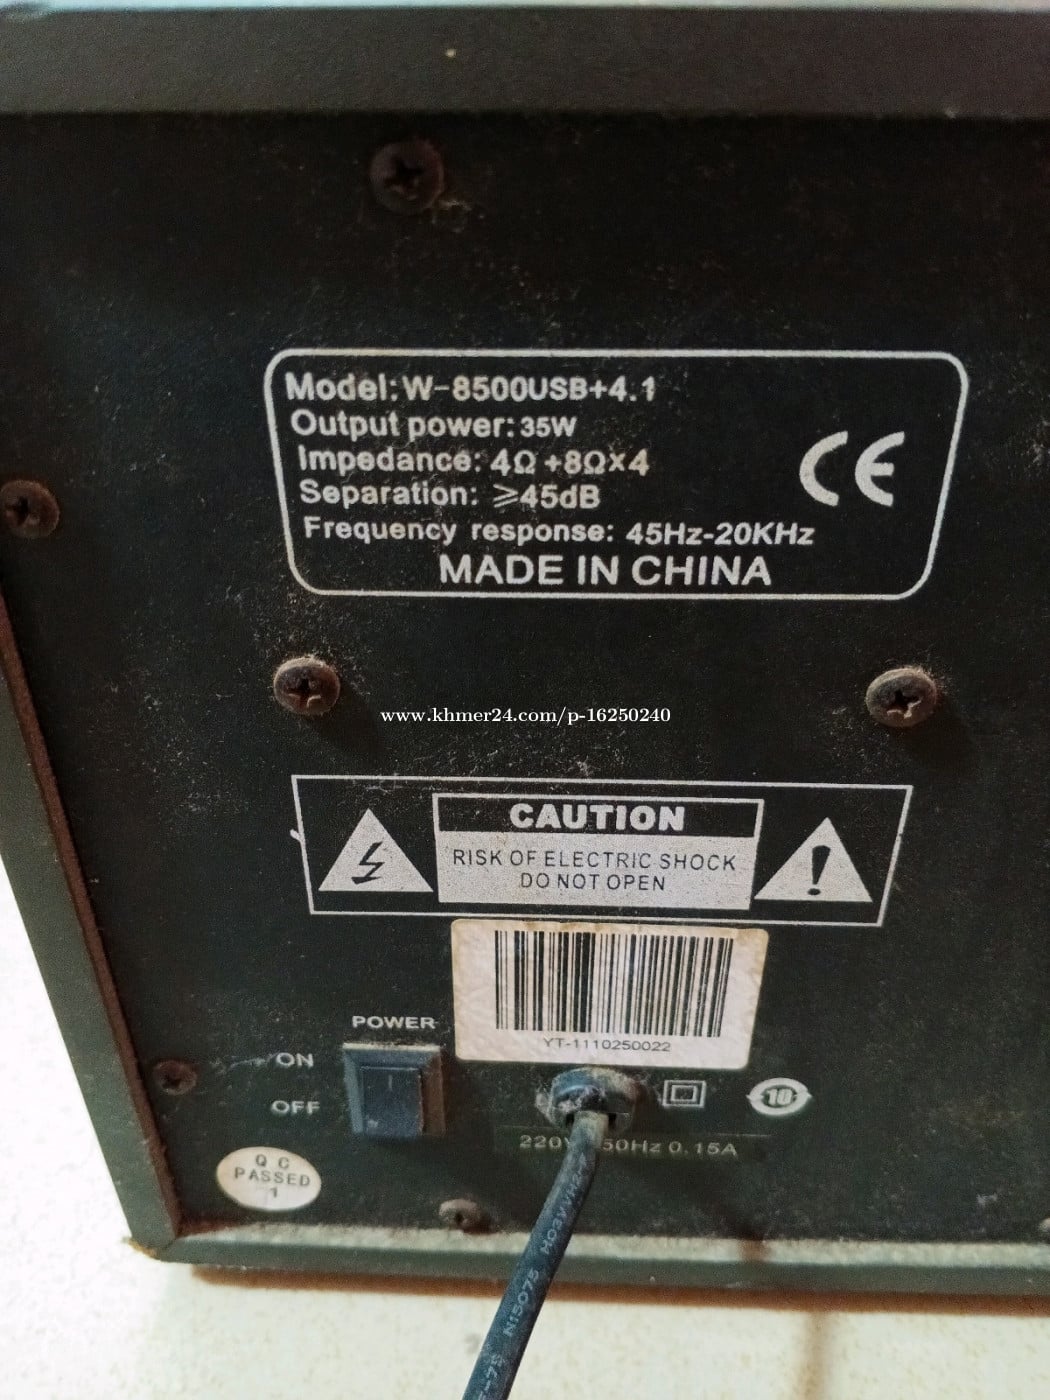 Model: W-8500USB+4.1
Output power: 35W
Impedance: 4Ω+8Ω×4
Separation: ≥45dB
Frequency response: 45Hz-20KHz
MADE IN CHINA
CE
www.khmer24.com/p-16250240
CAUTION
RISK OF ELECTRIC SHOCK
DO NOT OPEN
YT-1110250022
POWER
ON
OFF
10
220V 50Hz 0.15A
Q C
PASSED
1
H03VVH